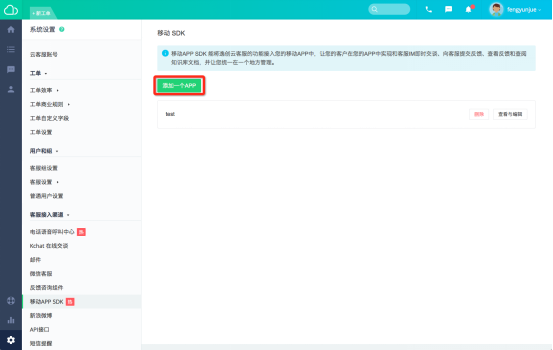 + 新工单
fengyunjue
系统设置
移动 SDK
云客服账号
移动APP SDK 能将逸创云客服的功能接入您的移动APP中，让您的客户在您的APP中实现和客服IM即时交谈、向客服提交反馈、查看反馈和查阅
知识库文档，并让您统一在一个地方管理。
添加一个APP
test
删除
查看与编辑
工单
工单效率
工单商业规则
工单自定义字段
工单设置
用户和组
客服组设置
客服设置
普通用户设置
客服接入渠道
电话语音呼叫中心
Kchat 在线交谈
邮件
微信客服
反馈咨询组件
移动APP SDK
新浪微博
API接口
短信提醒